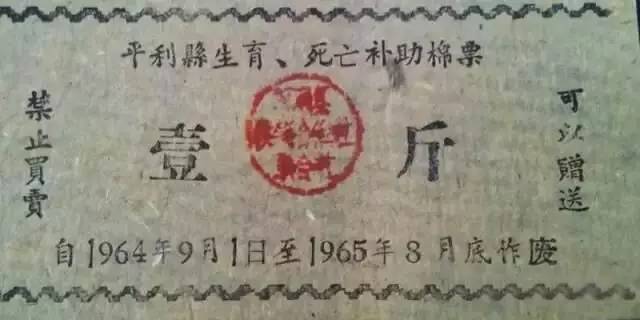 平利縣生育、死亡补助棉票
禁止買賣
壹 斤
可以贈送
自1964年9月1日至1965年8月底作废